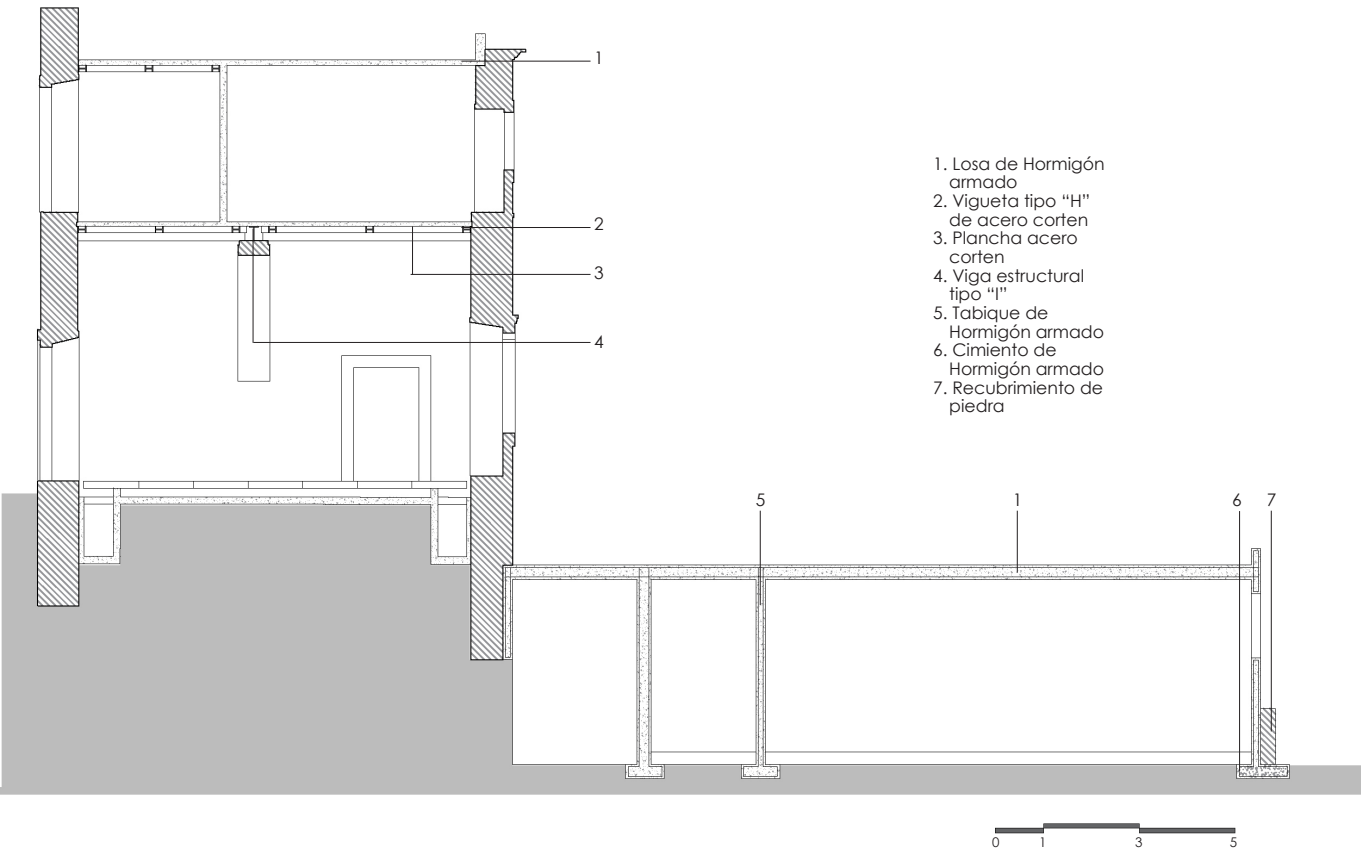 1
1. Losa de Hormigón
armado
2. Vigueta tipo “H”
de acero corten
3. Plancha acero
corten
4. Viga estructural
tipo “I”
5. Tabique de
Hormigón armado
6. Cimiento de
Hormigón armado
7. Recubrimiento de
piedra
2
3
4
5 1 6 7
0 1 3 5